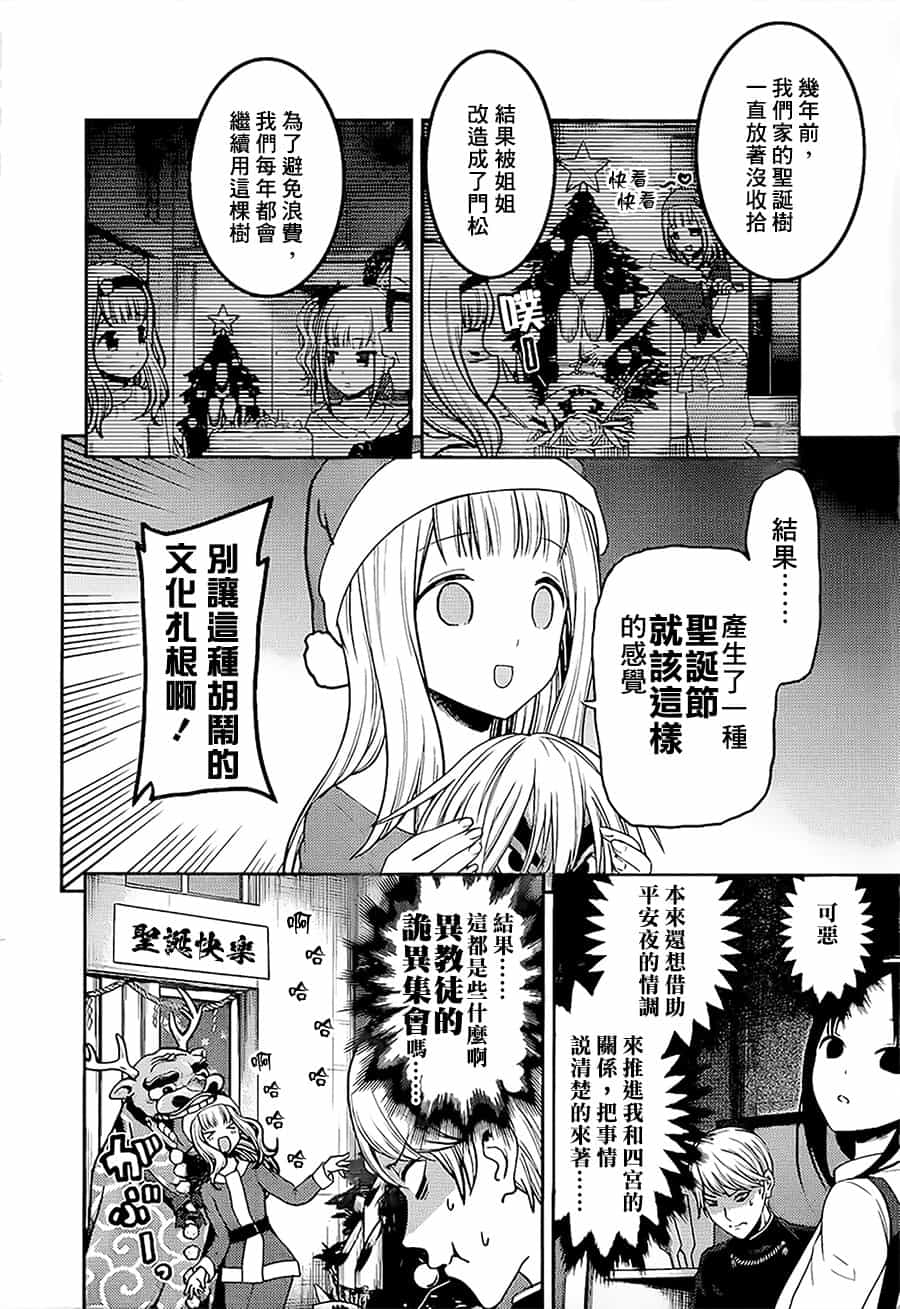 幾年前，
我們家的聖誕樹
一直放著沒收拾
快看
快看
結果被姐姐
改造成了門松
噗
為了避免浪費，
我們每年都會
繼續用這棵樹
結果……
產生了一種
聖誕節
就該這樣
的感覺
別讓這種胡鬧的
文化扎根啊！
可惡
本來還想借助
平安夜的情調
來推進我和四宮的
關係，把事情
說清楚的來著……
結果……
這都是些什麼啊
異教徒的
詭異集會
嗎……
聖誕快樂
啊
哈
哈
哈
啊
哈
哈
哈
がぶーっ